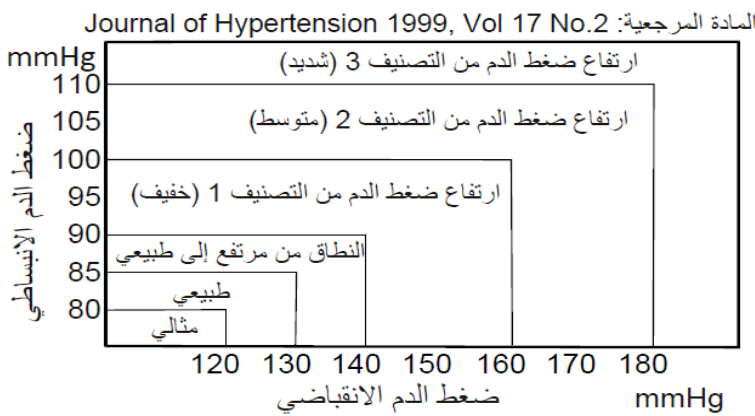 المادة المرجعية: Journal of Hypertension 1999, Vol 17 No.2
mmHg
ارتفاع ضغط الدم من التصنيف 3 (شديد)
110
105
ارتفاع ضغط الدم من التصنيف 2 (متوسط)
100
95
ارتفاع ضغط الدم من التصنيف 1 (خفيف)
90
النطاق من مرتفع إلى طبيعي
85
طبيعي
80
مثالي
ضغط الدم الانبساطي
120 130 140 150 160 170 180
ضغط الدم الانقباضي
mmHg